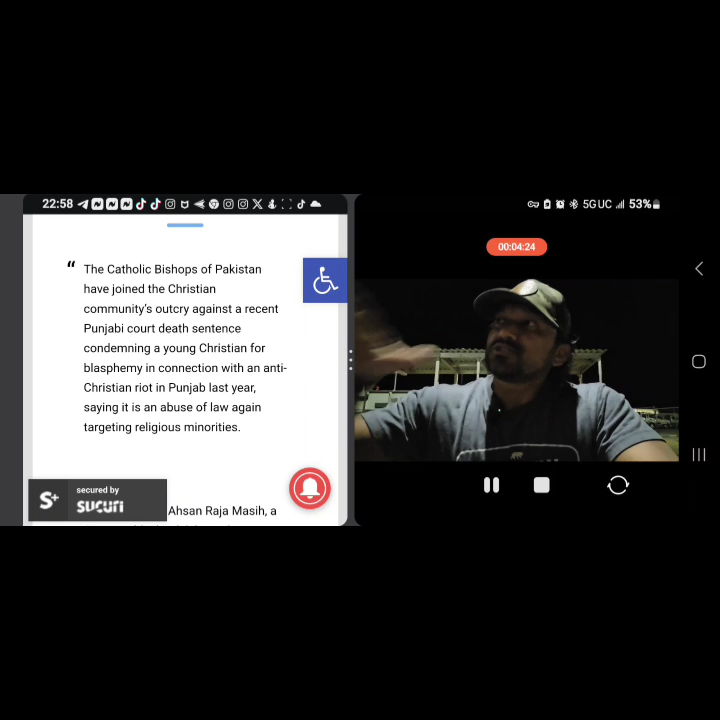 22:58
5GUC 53%
00:04:24
“ The Catholic Bishops of Pakistan
have joined the Christian
community's outcry against a recent
Punjabi court death sentence
condemning a young Christian for
blasphemy in connection with an anti-
Christian riot in Punjab last year,
saying it is an abuse of law again
targeting religious minorities.
S+ secured by
sucuri
Ahsan Raja Masih, a